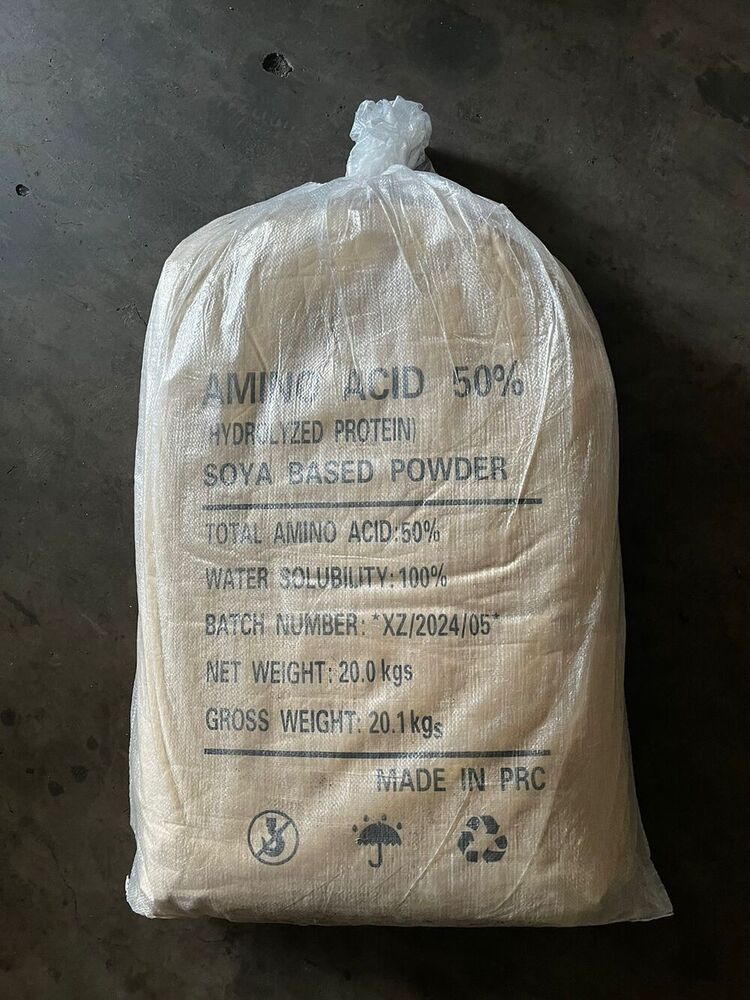 AMINO ACID 50%
(HYDROLYZED PROTEIN)
SOYA BASED POWDER
TOTAL AMINO ACID:50%
WATER SOLUBILITY:100%
BATCH NUMBER: *XZ/2024/05*
NET WEIGHT: 20.0 kgs
GROSS WEIGHT: 20.1 kgs
MADE IN PRC